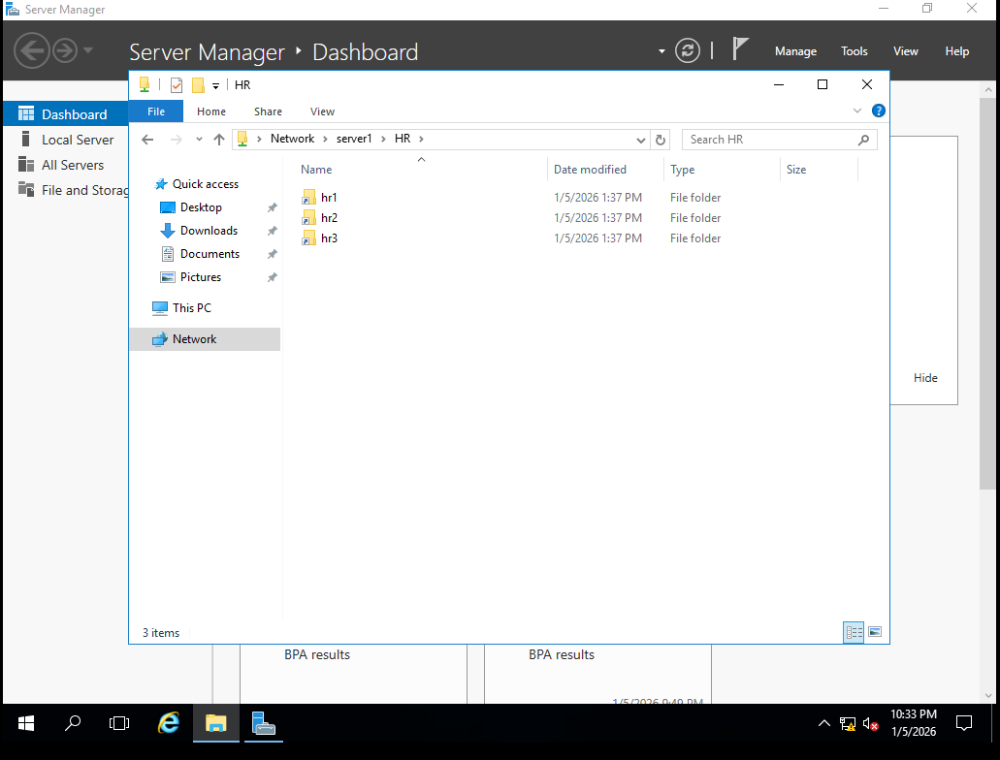 Server Manager
Server Manager ‣ Dashboard
Manage Tools View Help
HR
File Home Share View
Network › server1 › HR ›
Search HR
Dashboard
Local Server
All Servers
File and Storag
Quick access
Desktop
Downloads
Documents
Pictures
This PC
Network
Name Date modified Type Size
hr1 1/5/2026 1:37 PM File folder
hr2 1/5/2026 1:37 PM File folder
hr3 1/5/2026 1:37 PM File folder
Hide
3 items
BPA results BPA results
1/5/2026 9:49 PM
10:33 PM
1/5/2026